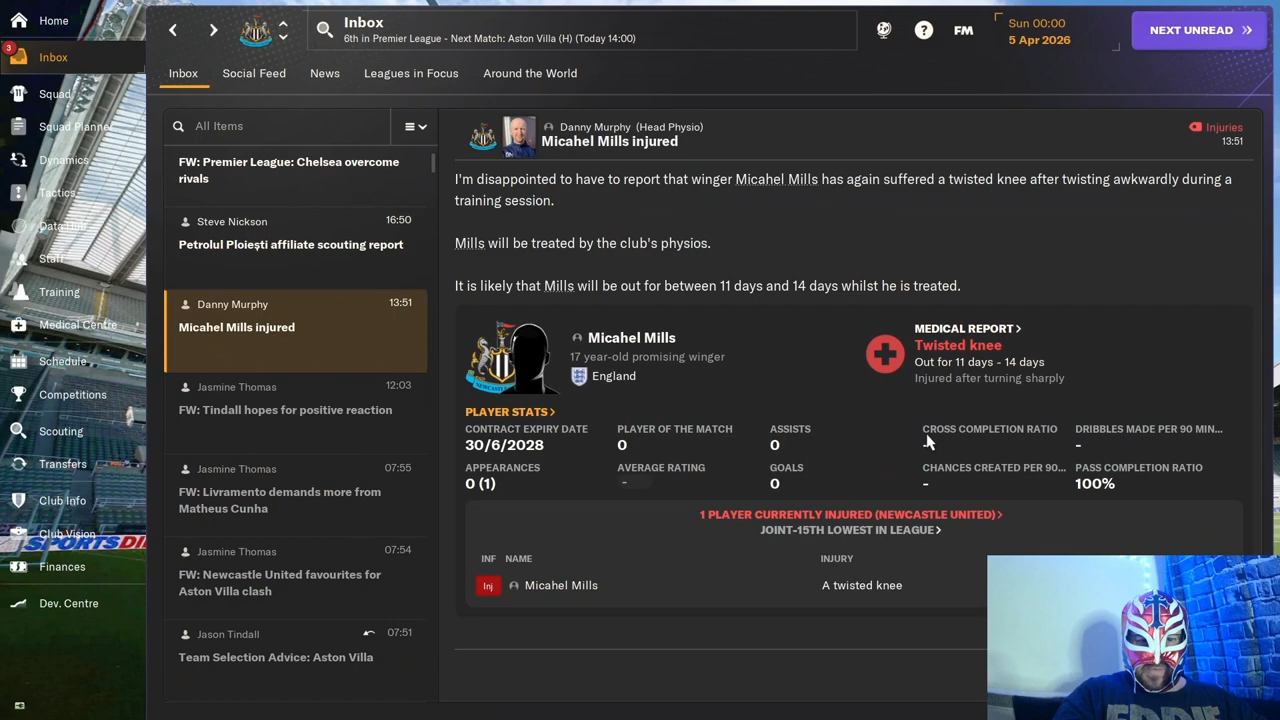 Home
3
Inbox
Squad
Squad Planner
Dynamics
Tactics
Data Hub
Staff
Training
Medical Centre
Schedule
Competitions
Scouting
Transfers
Club Info
Club Vision
SPORTS DI
Finances
Dev. Centre
Inbox
6th in Premier League - Next Match: Aston Villa (H) (Today 14:00)
?
FM
Sun 00:00
5 Apr 2026
NEXT UNREAD
Inbox
Social Feed
News
Leagues in Focus
Around the World
All Items
FW: Premier League: Chelsea overcome
rivals
Steve Nickson
16:50
Petrolul Ploiești affiliate scouting report
Danny Murphy
13:51
Micahel Mills injured
Jasmine Thomas
12:03
FW: Tindall hopes for positive reaction
Jasmine Thomas
07:55
FW: Livramento demands more from
Matheus Cunha
Jasmine Thomas
07:54
FW: Newcastle United favourites for
Aston Villa clash
Jason Tindall
07:51
Team Selection Advice: Aston Villa
Danny Murphy (Head Physio)
Micahel Mills injured
Injuries
13:51
I'm disappointed to have to report that winger Micahel Mills has again suffered a twisted knee after twisting awkwardly during a
training session.
Mills will be treated by the club's physios.
It is likely that Mills will be out for between 11 days and 14 days whilst he is treated.
Micahel Mills
17 year-old promising winger
England
MEDICAL REPORT >
Twisted knee
Out for 11 days - 14 days
Injured after turning sharply
PLAYER STATS >
CONTRACT EXPIRY DATE
30/6/2028
PLAYER OF THE MATCH
0
ASSISTS
0
CROSS COMPLETION RATIO
-
DRIBBLES MADE PER 90 MIN...
-
APPEARANCES
0 (1)
AVERAGE RATING
-
GOALS
0
CHANCES CREATED PER 90...
-
PASS COMPLETION RATIO
100%
1 PLAYER CURRENTLY INJURED (NEWCASTLE UNITED) >
JOINT-15TH LOWEST IN LEAGUE >
INF
NAME
INJURY
Inj
Micahel Mills
A twisted knee
EDDIE